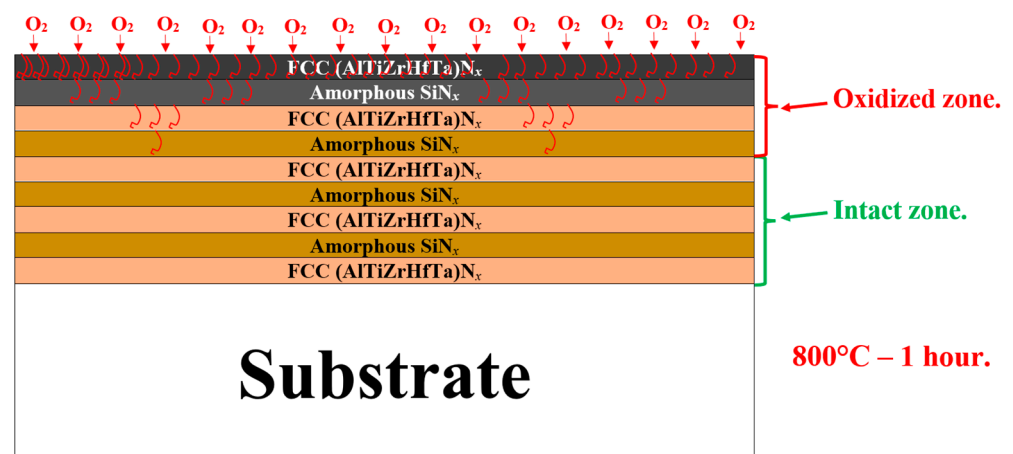 O₂ O₂ O₂ O₂ O₂ O₂ O₂ O₂ O₂ O₂ O₂ O₂ O₂ O₂ O₂ O₂ O₂
FCC (AlTiZrHfTa)Nₓ
Amorphous SiNₓ
FCC (AlTiZrHfTa)Nₓ
Amorphous SiNₓ
FCC (AlTiZrHfTa)Nₓ
Amorphous SiNₓ
FCC (AlTiZrHfTa)Nₓ
Amorphous SiNₓ
FCC (AlTiZrHfTa)Nₓ
Oxidized zone.
Intact zone.
800°C – 1 hour.
Substrate